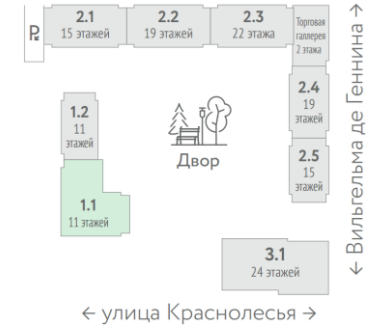 2.1
15 этажей
2.2
19 этажей
2.3
22 этажа
Торговая
галлерея
2 этажа
2.4
19
этажей
1.2
11
этажей
Двор
2.5
15
этажей
1.1
11 этажей
3.1
24 этажей
← Вильгельма де Геннина →
← улица Краснолесья →